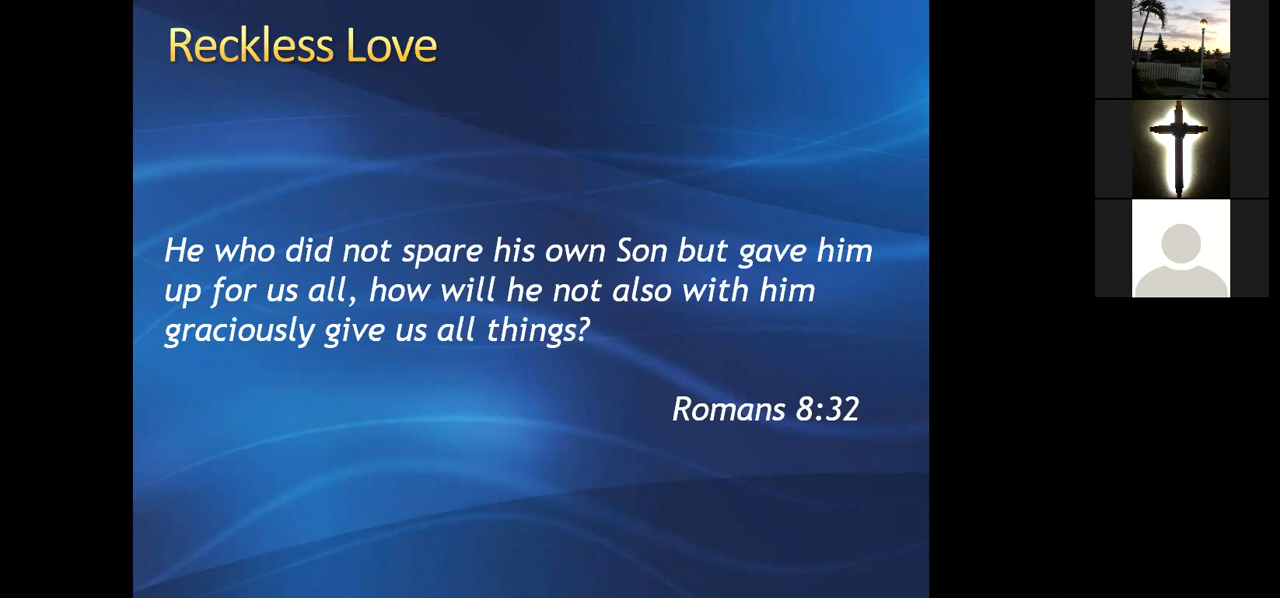 Reckless Love
He who did not spare his own Son but gave him
up for us all, how will he not also with him
graciously give us all things?
Romans 8:32